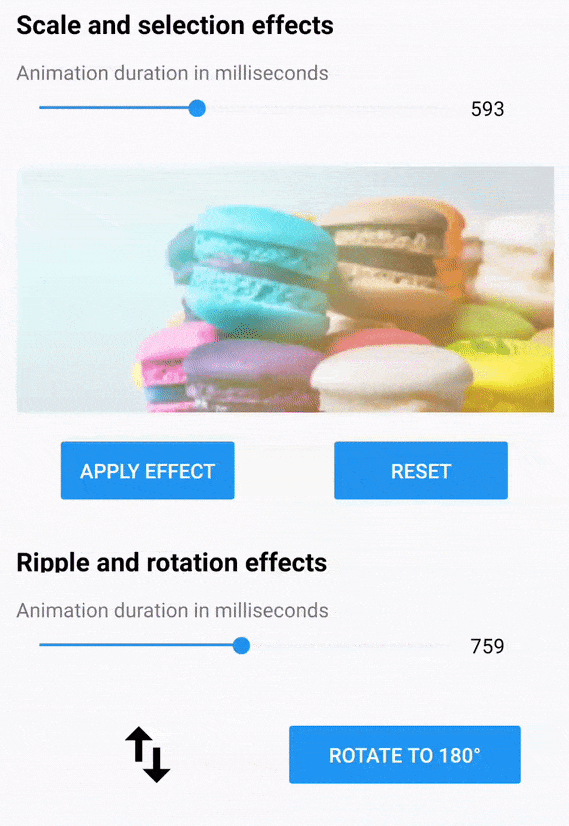 Scale and selection effects
Animation duration in milliseconds
593
APPLY EFFECT
RESET
Ripple and rotation effects
Animation duration in milliseconds
759
ROTATE TO 180°